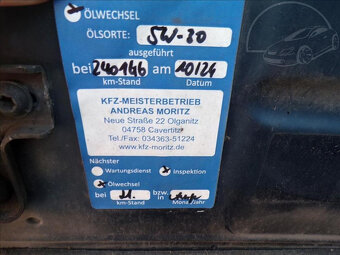 ÖLWECHSEL
ÖLSORTE: 5W-30
ausgeführt
bei 240146 am 10/24
km-Stand Datum
KFZ-MEISTERBETRIEB
ANDREAS MORITZ
Neue Straße 22 Olganitz
04758 Cavertitz
Tel./Fax: 034363-51224
www.kfz-moritz.de
Nächster
Wartungsdienst Inspektion
Ölwechsel
bei bzw. in
km-Stand Monat/Jahr